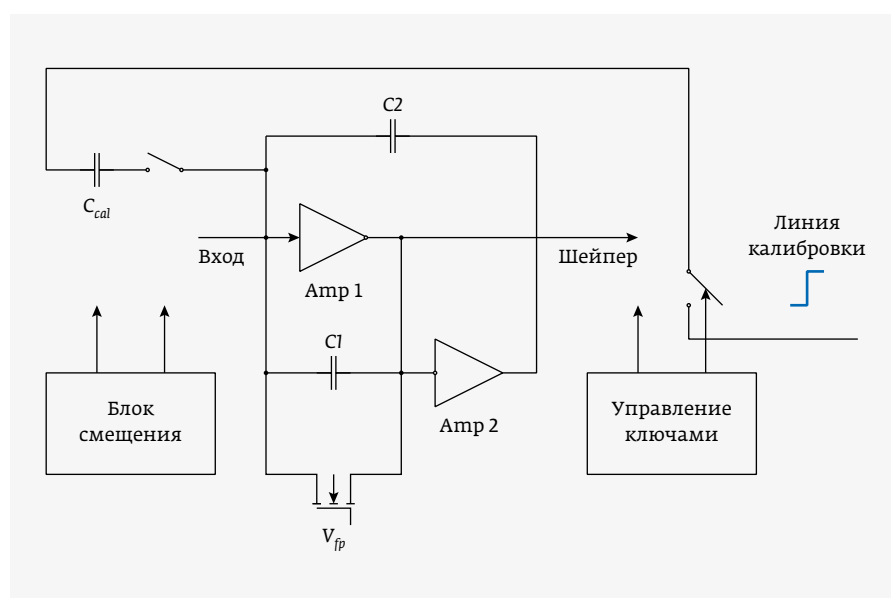 C2
C_cal
Линия
калибровки
Вход
Шейпер
Amp 1
C1
Блок
смещения
Amp 2
Управление
ключами
V_fp